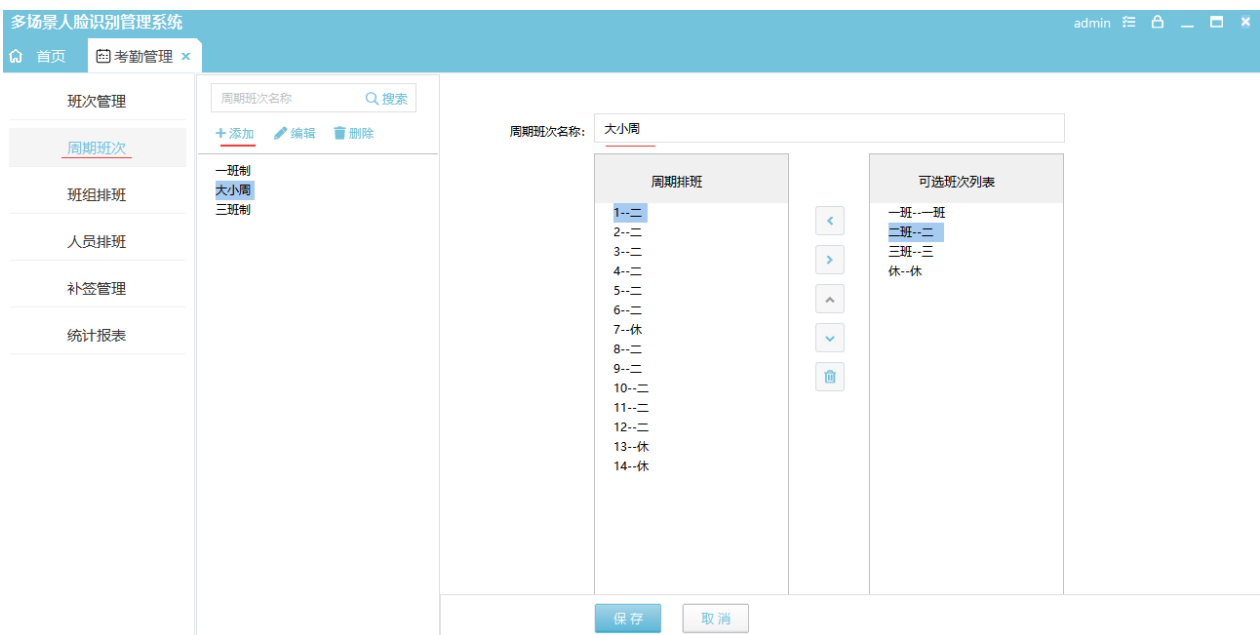 多场景人脸识别管理系统
admin
首页
考勤管理
班次管理
周期班次
班组排班
人员排班
补签管理
统计报表
周期班次名称
搜索
添加
编辑
删除
一班制
大小周
三班制
周期班次名称:
大小周
周期排班
1--二
2--二
3--二
4--二
5--二
6--二
7--休
8--二
9--二
10--二
11--二
12--二
13--休
14--休
可选班次列表
一班--一班
二班--二
三班--三
休--休
保存
取消